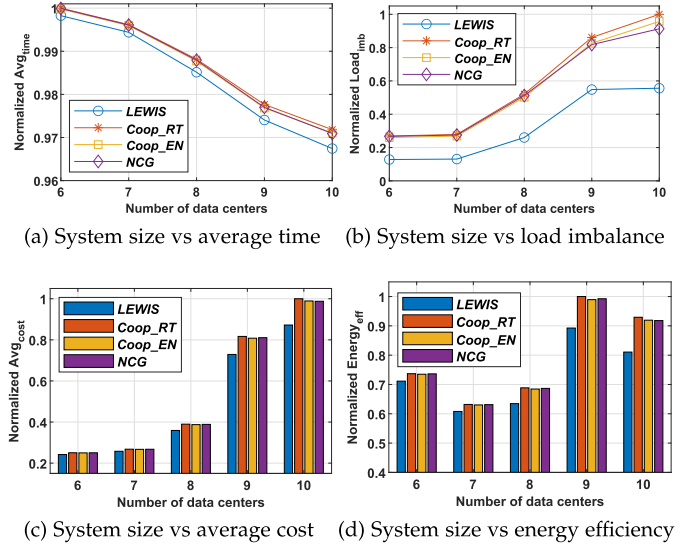 1
0.99
0.98
0.97
0.96
Normalized Avg_time
LEWIS
Coop_RT
Coop_EN
NCG
6 7 8 9 10
Number of data centers
(a) System size vs average time
1
0.8
0.6
0.4
0.2
0
Normalized Load_imb
LEWIS
Coop_RT
Coop_EN
NCG
6 7 8 9 10
Number of data centers
(b) System size vs load imbalance
1
0.8
0.6
0.4
0.2
Normalized Avg_cost
LEWIS
Coop_RT
Coop_EN
NCG
6 7 8 9 10
Number of data centers
(c) System size vs average cost
1
0.9
0.8
0.7
0.6
0.5
0.4
Normalized Energy_eff
LEWIS
Coop_RT
Coop_EN
NCG
6 7 8 9 10
Number of data centers
(d) System size vs energy efficiency